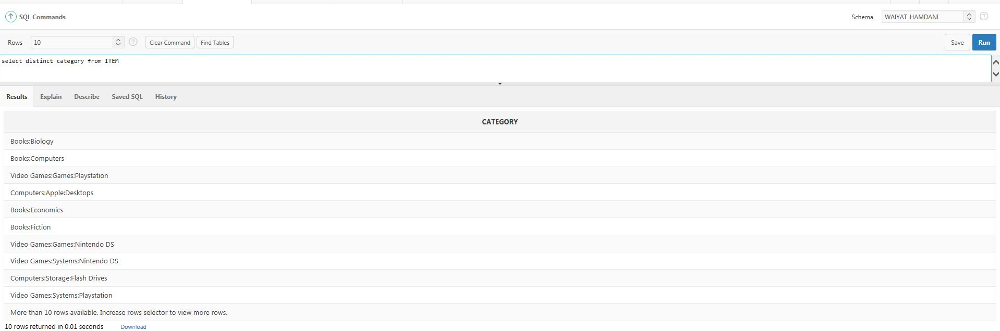 SQL Commands
Schema WAIYAT_HAMDANI
Rows 10 Clear Command Find Tables Save Run
select distinct category from ITEM
Results Explain Describe Saved SQL History
CATEGORY
Books:Biology
Books:Computers
Video Games:Games:Playstation
Computers:Apple:Desktops
Books:Economics
Books:Fiction
Video Games:Games:Nintendo DS
Video Games:Systems:Nintendo DS
Computers:Storage:Flash Drives
Video Games:Systems:Playstation
More than 10 rows available. Increase rows selector to view more rows.
10 rows returned in 0.01 seconds Download